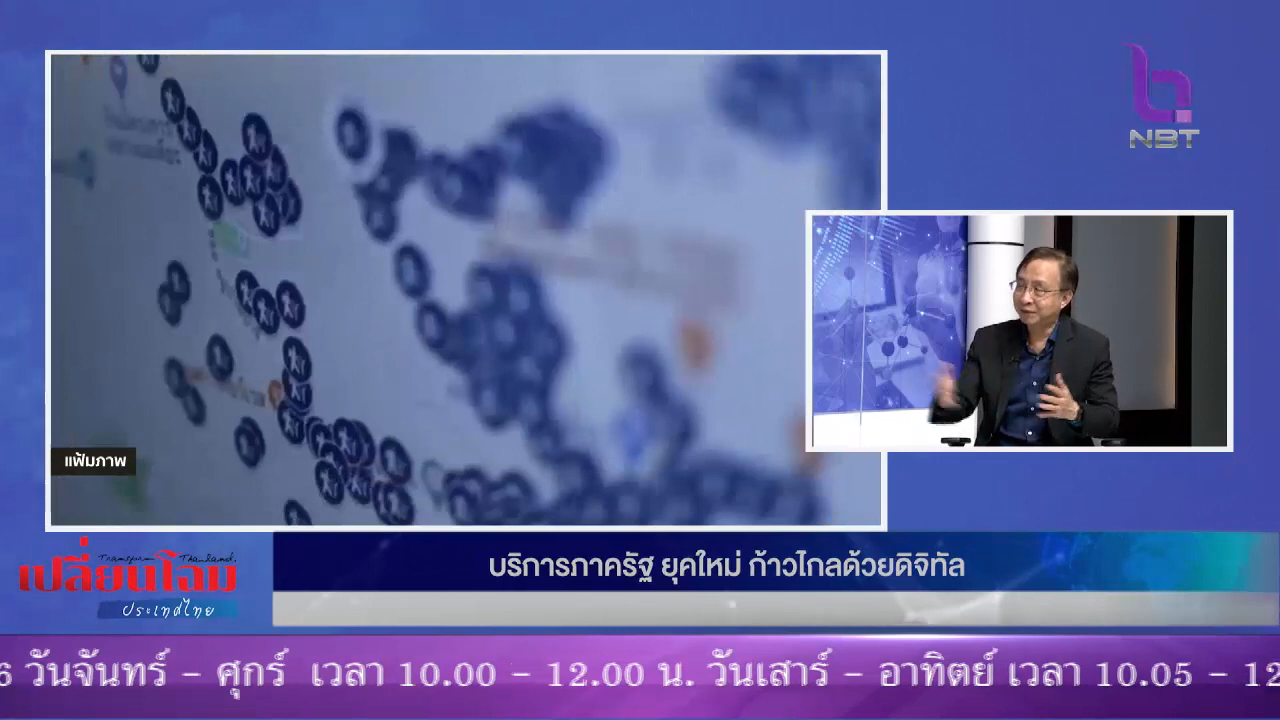 NBT
แฟ้มภาพ
Transform Thailand.
เปลี่ยนโฉม
ประเทศไทย
บริการภาครัฐ ยุคใหม่ ก้าวไกลด้วยดิจิทัล
6 วันจันทร์ – ศุกร์ เวลา 10.00 – 12.00 น. วันเสาร์ – อาทิตย์ เวลา 10.05 – 12